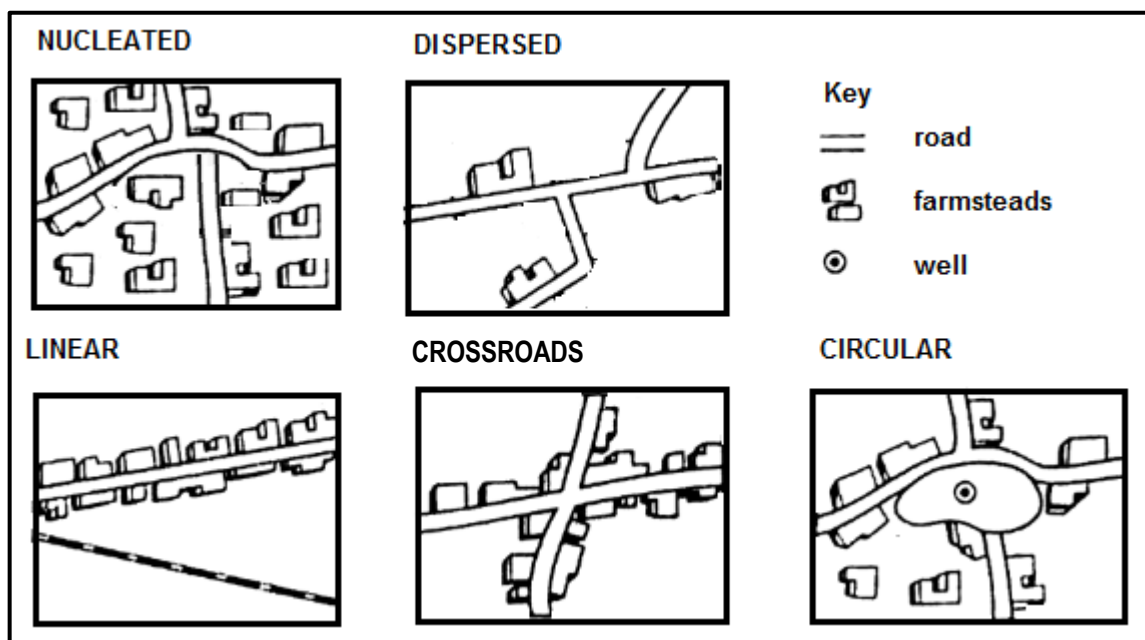 NUCLEATED
DISPERSED
Key
road
farmsteads
well
LINEAR
CROSSROADS
CIRCULAR